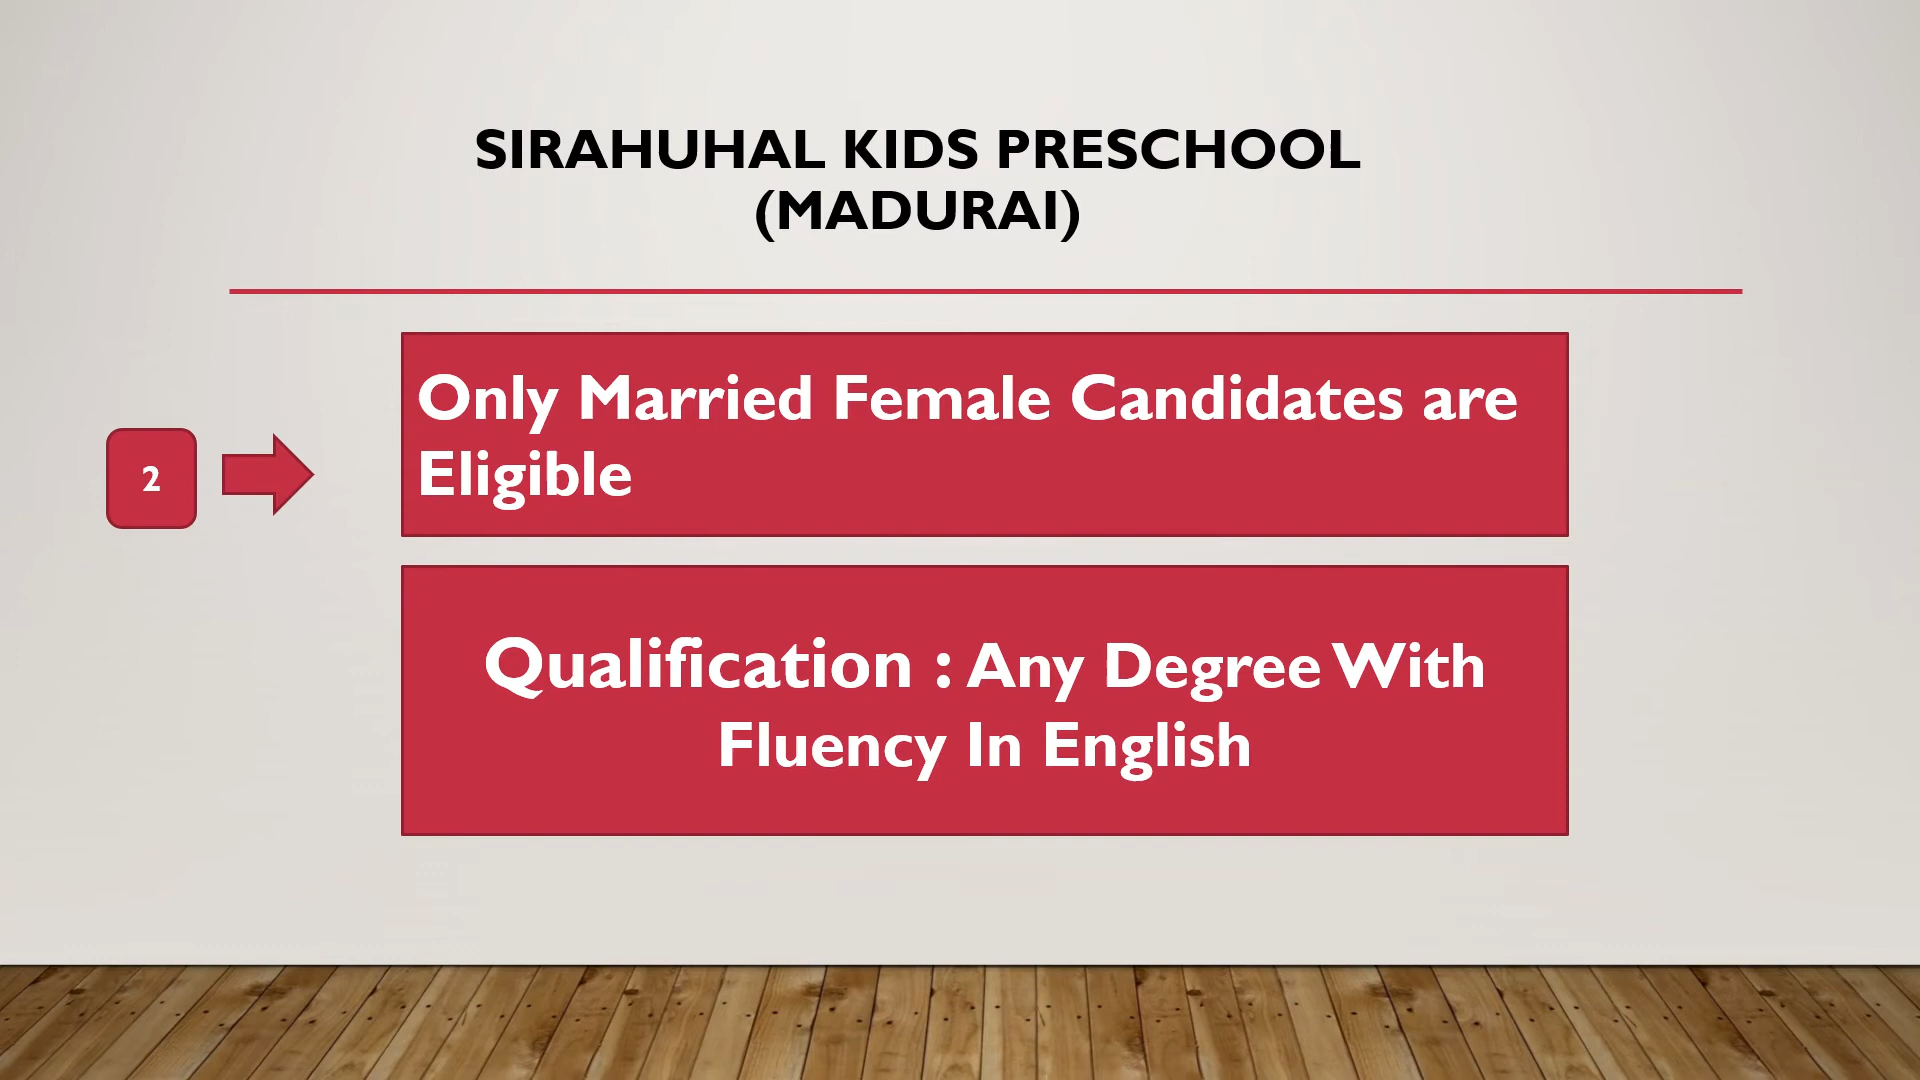 SIRAHUHAL KIDS PRESCHOOL
(MADURAI)
Only Married Female Candidates are
Eligible
2
Qualification : Any Degree With
Fluency In English